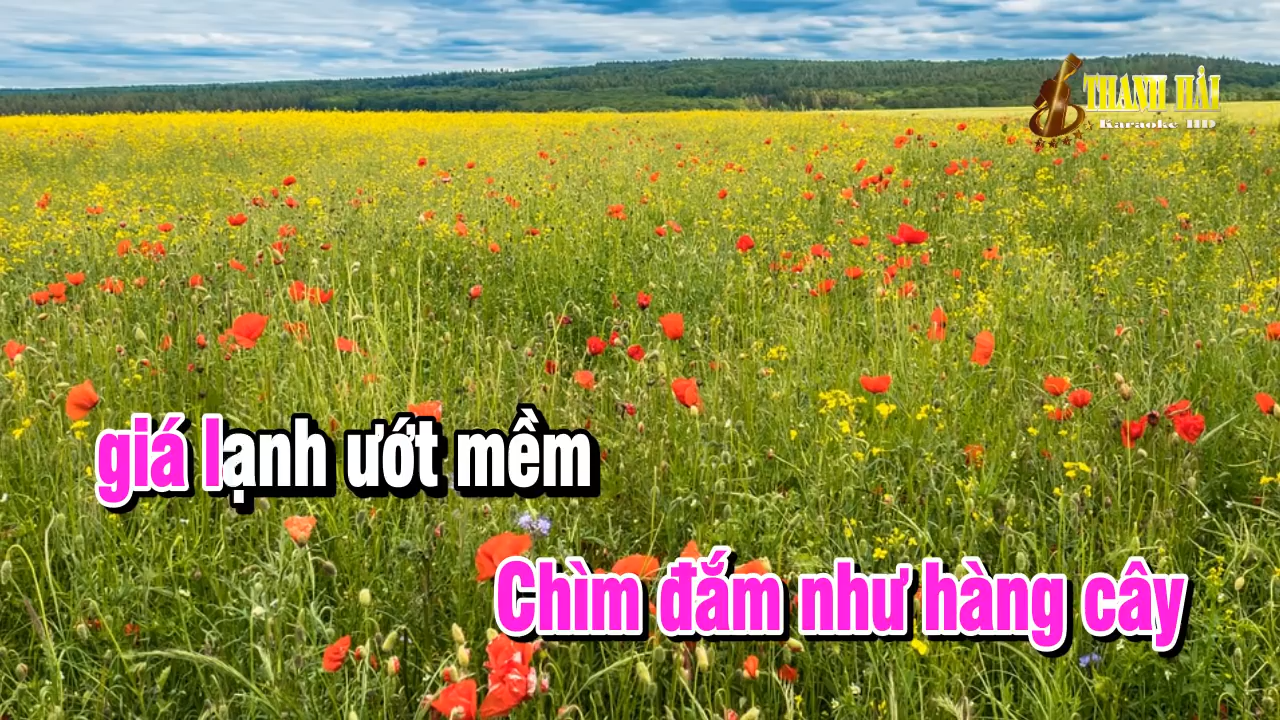 THANH HẢI
Karaoke HD
giá lạnh ướt mềm
Chìm đắm như hàng cây